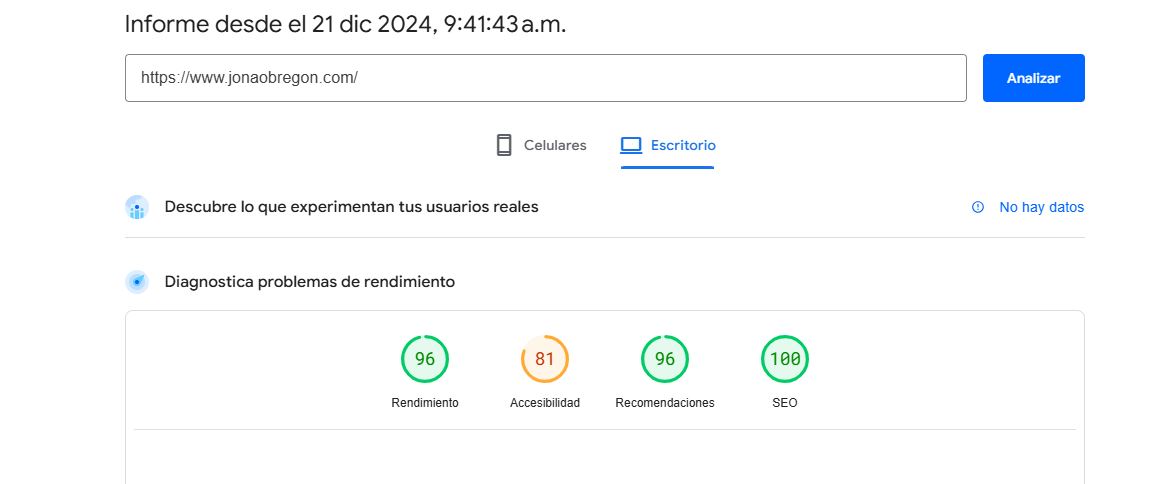 Informe desde el 21 dic 2024, 9:41:43 a.m.
https://www.jonaobregon.com/
Analizar
Celulares
Escritorio
Descubre lo que experimentan tus usuarios reales
No hay datos
Diagnostica problemas de rendimiento
96
81
96
100
Rendimiento
Accesibilidad
Recomendaciones
SEO